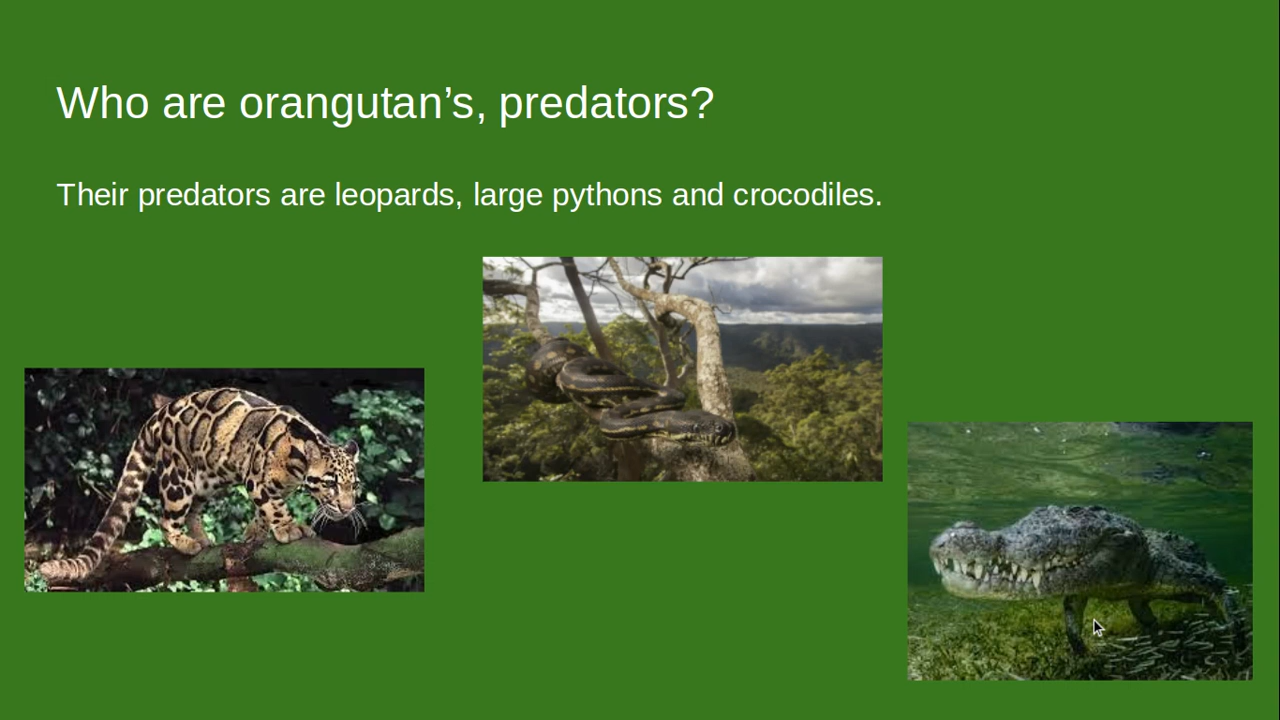 Who are orangutan’s, predators?
Their predators are leopards, large pythons and crocodiles.